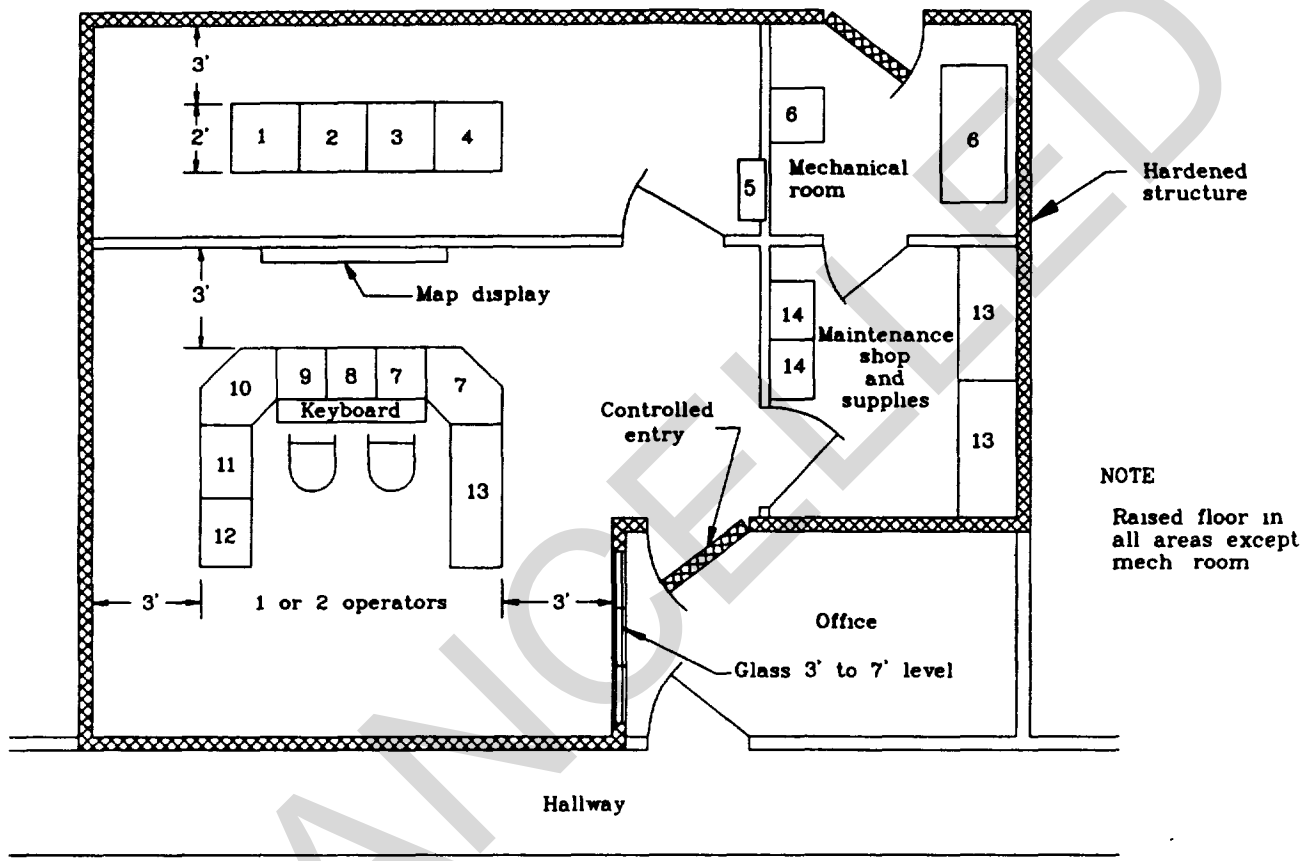 3'
2'
1 2 3 4
6
6
5
Mechanical
room
Hardened
structure
3'
Map display
14
14
Maintenance
shop
and
supplies
13
13
10 9 8 7 7
Keyboard
11
12
13
Controlled
entry
NOTE
Raised floor in
all areas except
mech room
3'
1 or 2 operators
3'
Office
Glass 3' to 7' level
Hallway
ANCELLED